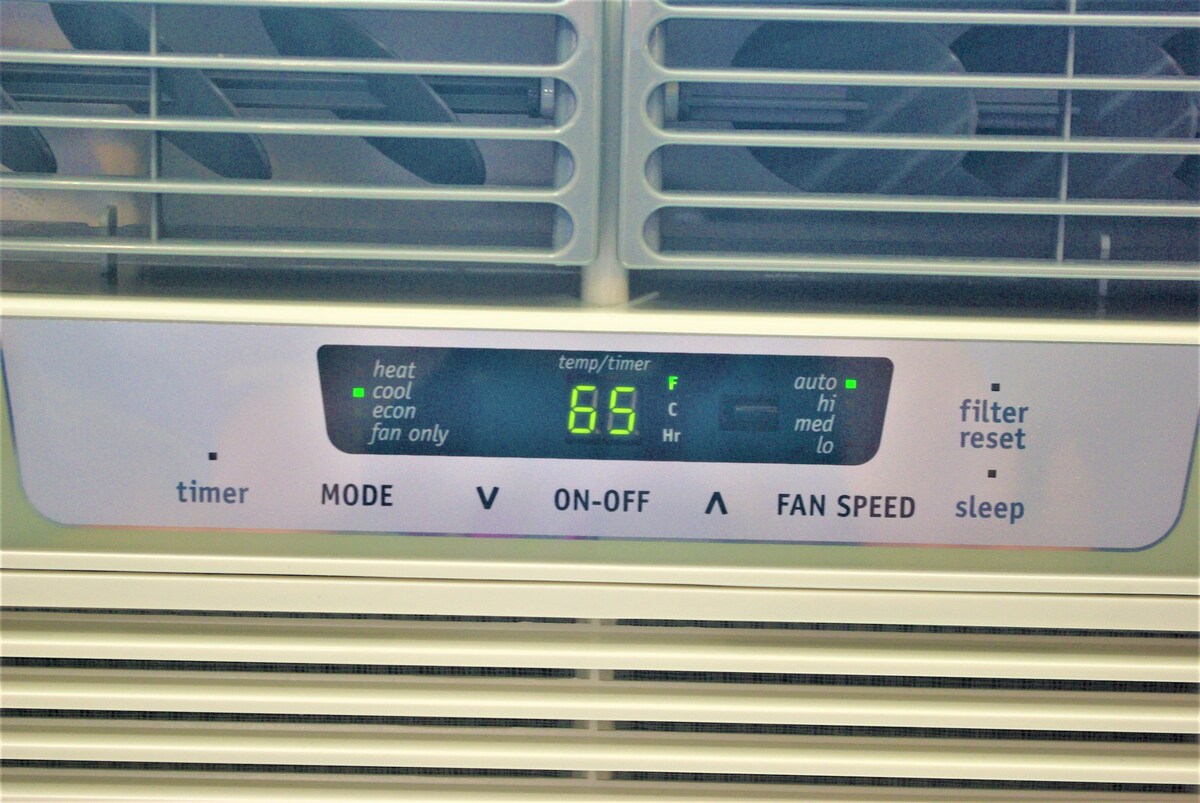 heat
cool
econ
fan only
temp/timer
65
F
C
Hr
auto
hi
med
lo
filter
reset
timer
MODE
V
ON-OFF
Λ
FAN SPEED
sleep